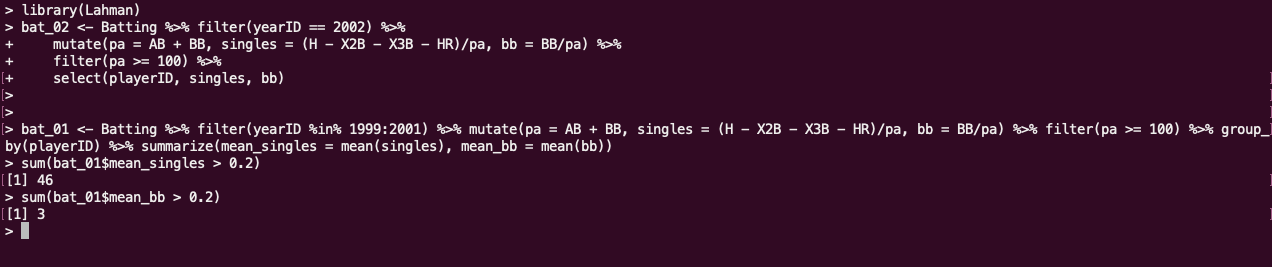 > library(Lahman)
> bat_02 <- Batting %>% filter(yearID == 2002) %>%
+     mutate(pa = AB + BB, singles = (H - X2B - X3B - HR)/pa, bb = BB/pa) %>%
+     filter(pa >= 100) %>%
[+     select(playerID, singles, bb) ]
[> ]
[> ]
[> bat_01 <- Batting %>% filter(yearID %in% 1999:2001) %>% mutate(pa = AB + BB, singles = (H - X2B - X3B - HR)/pa, bb = BB/pa) %>% filter(pa >= 100) %>% group_]
by(playerID) %>% summarize(mean_singles = mean(singles), mean_bb = mean(bb))
> sum(bat_01$mean_singles > 0.2)
[[1] 46 ]
> sum(bat_01$mean_bb > 0.2)
[[1] 3 ]
>